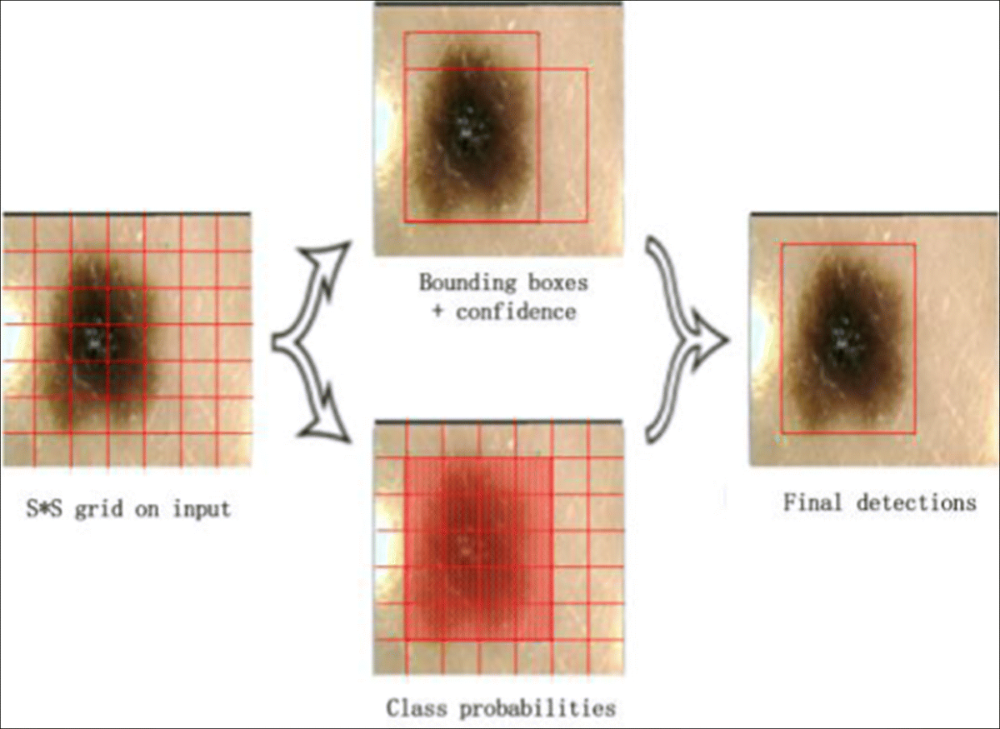 Bounding boxes
+ confidence
S*S grid on input
Final detections
Class probabilities